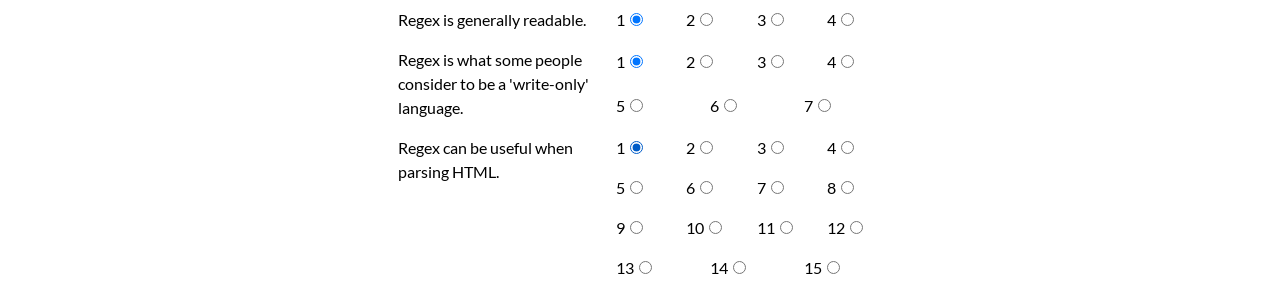 Regex is generally readable. 1 2 3 4
Regex is what some people 1 2 3 4
consider to be a 'write-only'
language. 5 6 7
Regex can be useful when 1 2 3 4
parsing HTML.
5 6 7 8
9 10 11 12
13 14 15